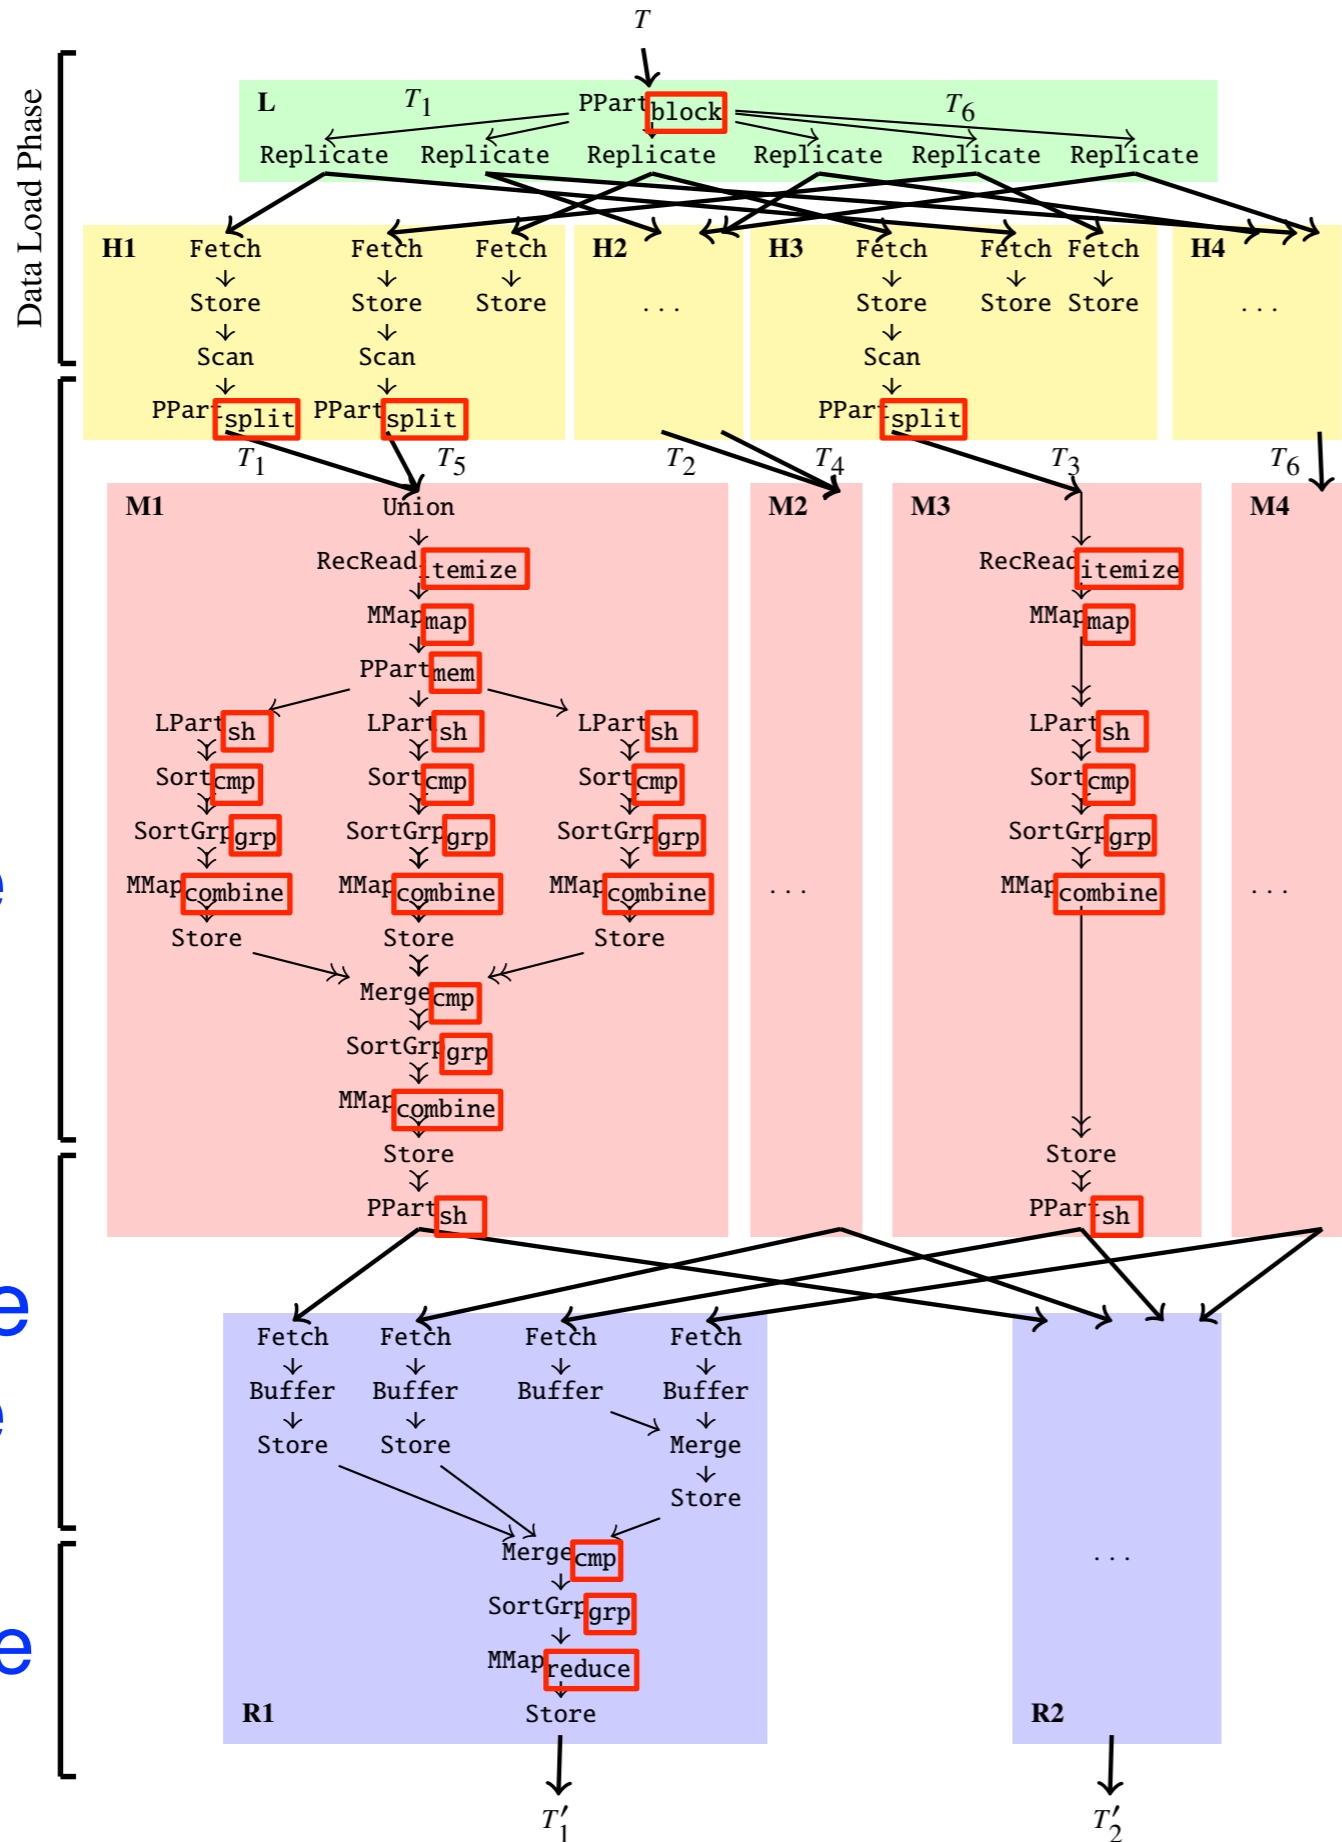 T
Data Load Phase
L T1 PPart block T6
Replicate Replicate Replicate Replicate Replicate Replicate
H1 Fetch Fetch Fetch H2 H3 Fetch Fetch Fetch H4
Store Store Store ... Store Store Store ...
Scan Scan Scan
PPart split PPart split PPart split
T1 T5 T2 T4 T3 T6
M1 Union M2 M3 M4
RecRead itemize RecRead itemize
MMap map MMap map
PPart mem
LPart sh LPart sh LPart sh LPart sh
Sort cmp Sort cmp Sort cmp Sort cmp
SortGrp grp SortGrp grp SortGrp grp SortGrp grp
MMap combine MMap combine MMap combine ... MMap combine ...
e
Store Store Store
Merge cmp
SortGrp grp
MMap combine
e
Store Store
PPart sh PPart sh
e
Fetch Fetch Fetch Fetch
Buffer Buffer Buffer Buffer
e
Store Store Merge
Store
Merge cmp ...
SortGrp grp
e
MMap reduce
R1 Store R2
T′1 T′2